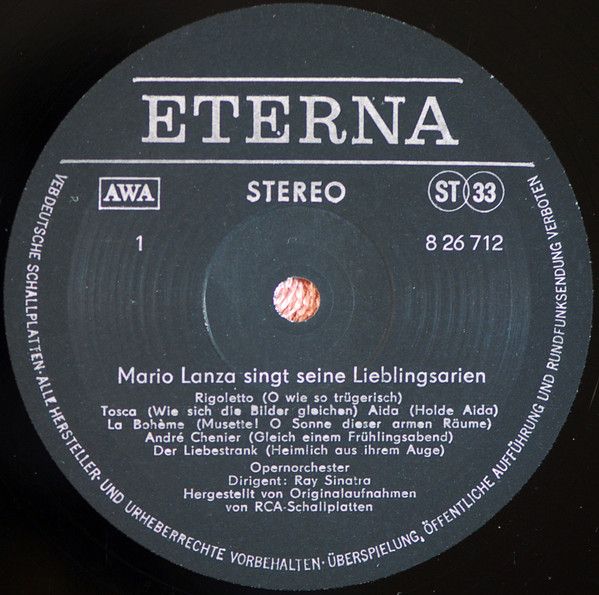 ETERNA
AWA
STEREO
ST 33
1
8 26 712
Mario Lanza singt seine Lieblingsarien
Rigoletto (O wie so trügerisch)
Tosca (Wie sich die Bilder gleichen) Aida (Holde Aida)
La Bohème (Musette! O Sonne dieser armen Räume)
André Chenier (Gleich einem Frühlingsabend)
Der Liebestrank (Heimlich aus ihrem Auge)
Opernorchester
Dirigent: Ray Sinatra
Hergestellt von Originalaufnahmen
von RCA-Schallplatten
VEB DEUTSCHE SCHALLPLATTEN · ALLE HERSTELLER- UND URHEBERRECHTE VORBEHALTEN · ÜBERSPIELUNG, ÖFFENTLICHE AUFFÜHRUNG UND RUNDFUNKSENDUNG VERBOTEN